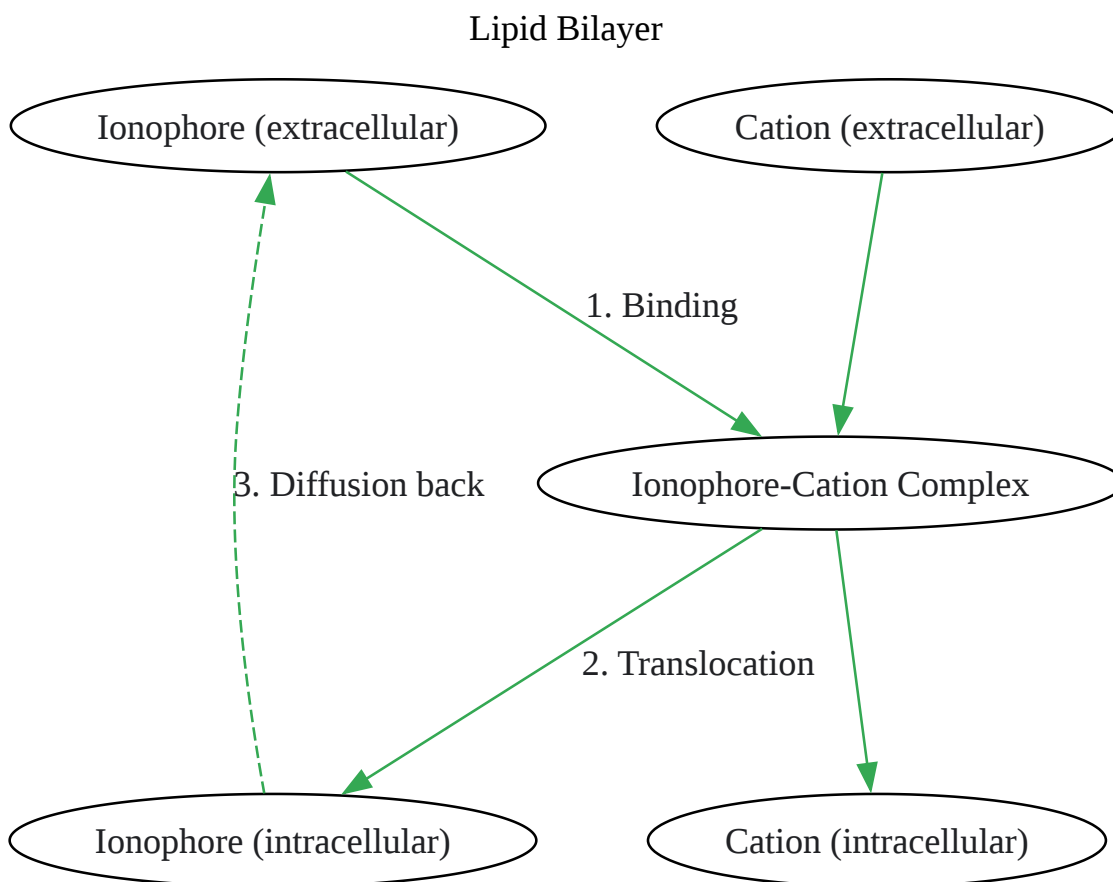 Lipid Bilayer
Ionophore (extracellular)
Cation (extracellular)
1. Binding
Ionophore-Cation Complex
3. Diffusion back
2. Translocation
Ionophore (intracellular)
Cation (intracellular)